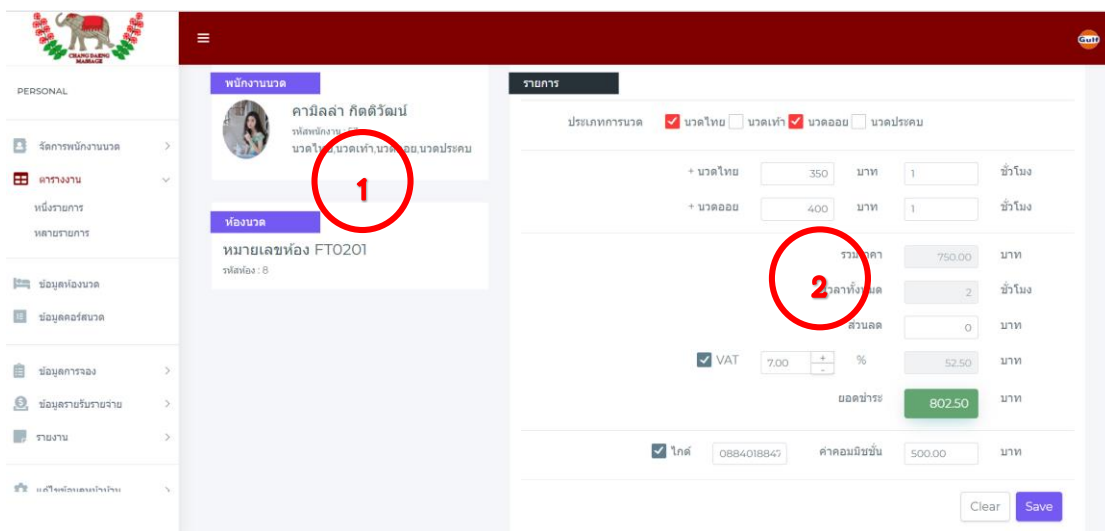 CHANG DAENG
MASSAGE
Gulf
PERSONAL
จัดการพนักงานนวด
ตารางงาน
หนึ่งรายการ
หลายรายการ
ข้อมูลห้องนวด
ข้อมูลคอร์สนวด
ข้อมูลการจอง
ข้อมูลรายรับรายจ่าย
รายงาน
พนักงานนวด
คามิลล่า กิตติวัฒน์
รหัสพนักงาน :
นวดไทย,นวดเท้า,นวดออย,นวดประคบ
1
ห้องนวด
หมายเลขห้อง FT0201
รหัสห้อง : 8
รายการ
ประเภทการนวด นวดไทย นวดเท้า นวดออย นวดประคบ
+ นวดไทย 350 บาท 1 ชั่วโมง
+ นวดออย 400 บาท 1 ชั่วโมง
รวมราคา 750.00 บาท
2
เวลาทั้งหมด 2 ชั่วโมง
ส่วนลด 0 บาท
VAT 7.00 + - % 52.50 บาท
ยอดชำระ 802.50 บาท
ไกด์ 0884018847 ค่าคอมมิชชั่น 500.00 บาท
Clear Save